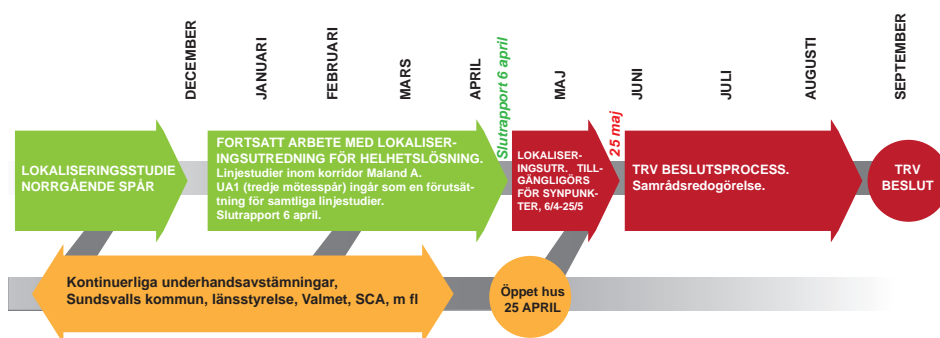 DECEMBER
JANUARI
FEBRUARI
MARS
APRIL
Slutrapport 6 april
MAJ
25 maj
JUNI
JULI
AUGUSTI
SEPTEMBER
LOKALISERINGSSTUDIE
NORRGÅENDE SPÅR
FORTSATT ARBETE MED LOKALISER-
INGSUTREDNING FÖR HELHETSLÖSNING.
Linjestudier inom korridor Maland A.
UA1 (tredje mötesspår) ingår som en förutsät-
tning för samtliga linjestudier.
Slutrapport 6 april.
LOKALISER-
INGSUTR. TILL-
GÄNGLIGÖRS
FÖR SYNPUNK-
TER, 6/4-25/5
TRV BESLUTSPROCESS.
Samrådsredogörelse.
TRV
BESLUT
Kontinuerliga underhandsavstämningar,
Sundsvalls kommun, länsstyrelse, Valmet, SCA, m fl
Öppet hus
25 APRIL